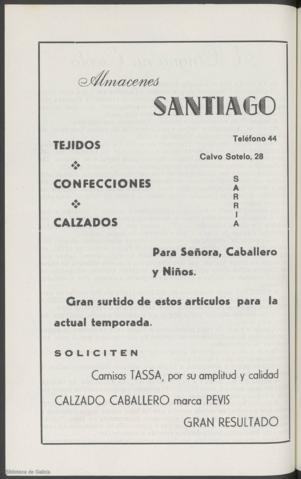 Almacenes
SANTIAGO
Teléfono 44
Calvo Sotelo, 28
SARRIA
TEJIDOS
CONFECCIONES
CALZADOS
Para Señora, Caballero
y Niños.
Gran surtido de estos artículos para la
actual temporada.
SOLICITEN
Camisas TASSA, por su amplitud y calidad
CALZADO CABALLERO marca PEVIS
GRAN RESULTADO
Biblioteca de Galicia